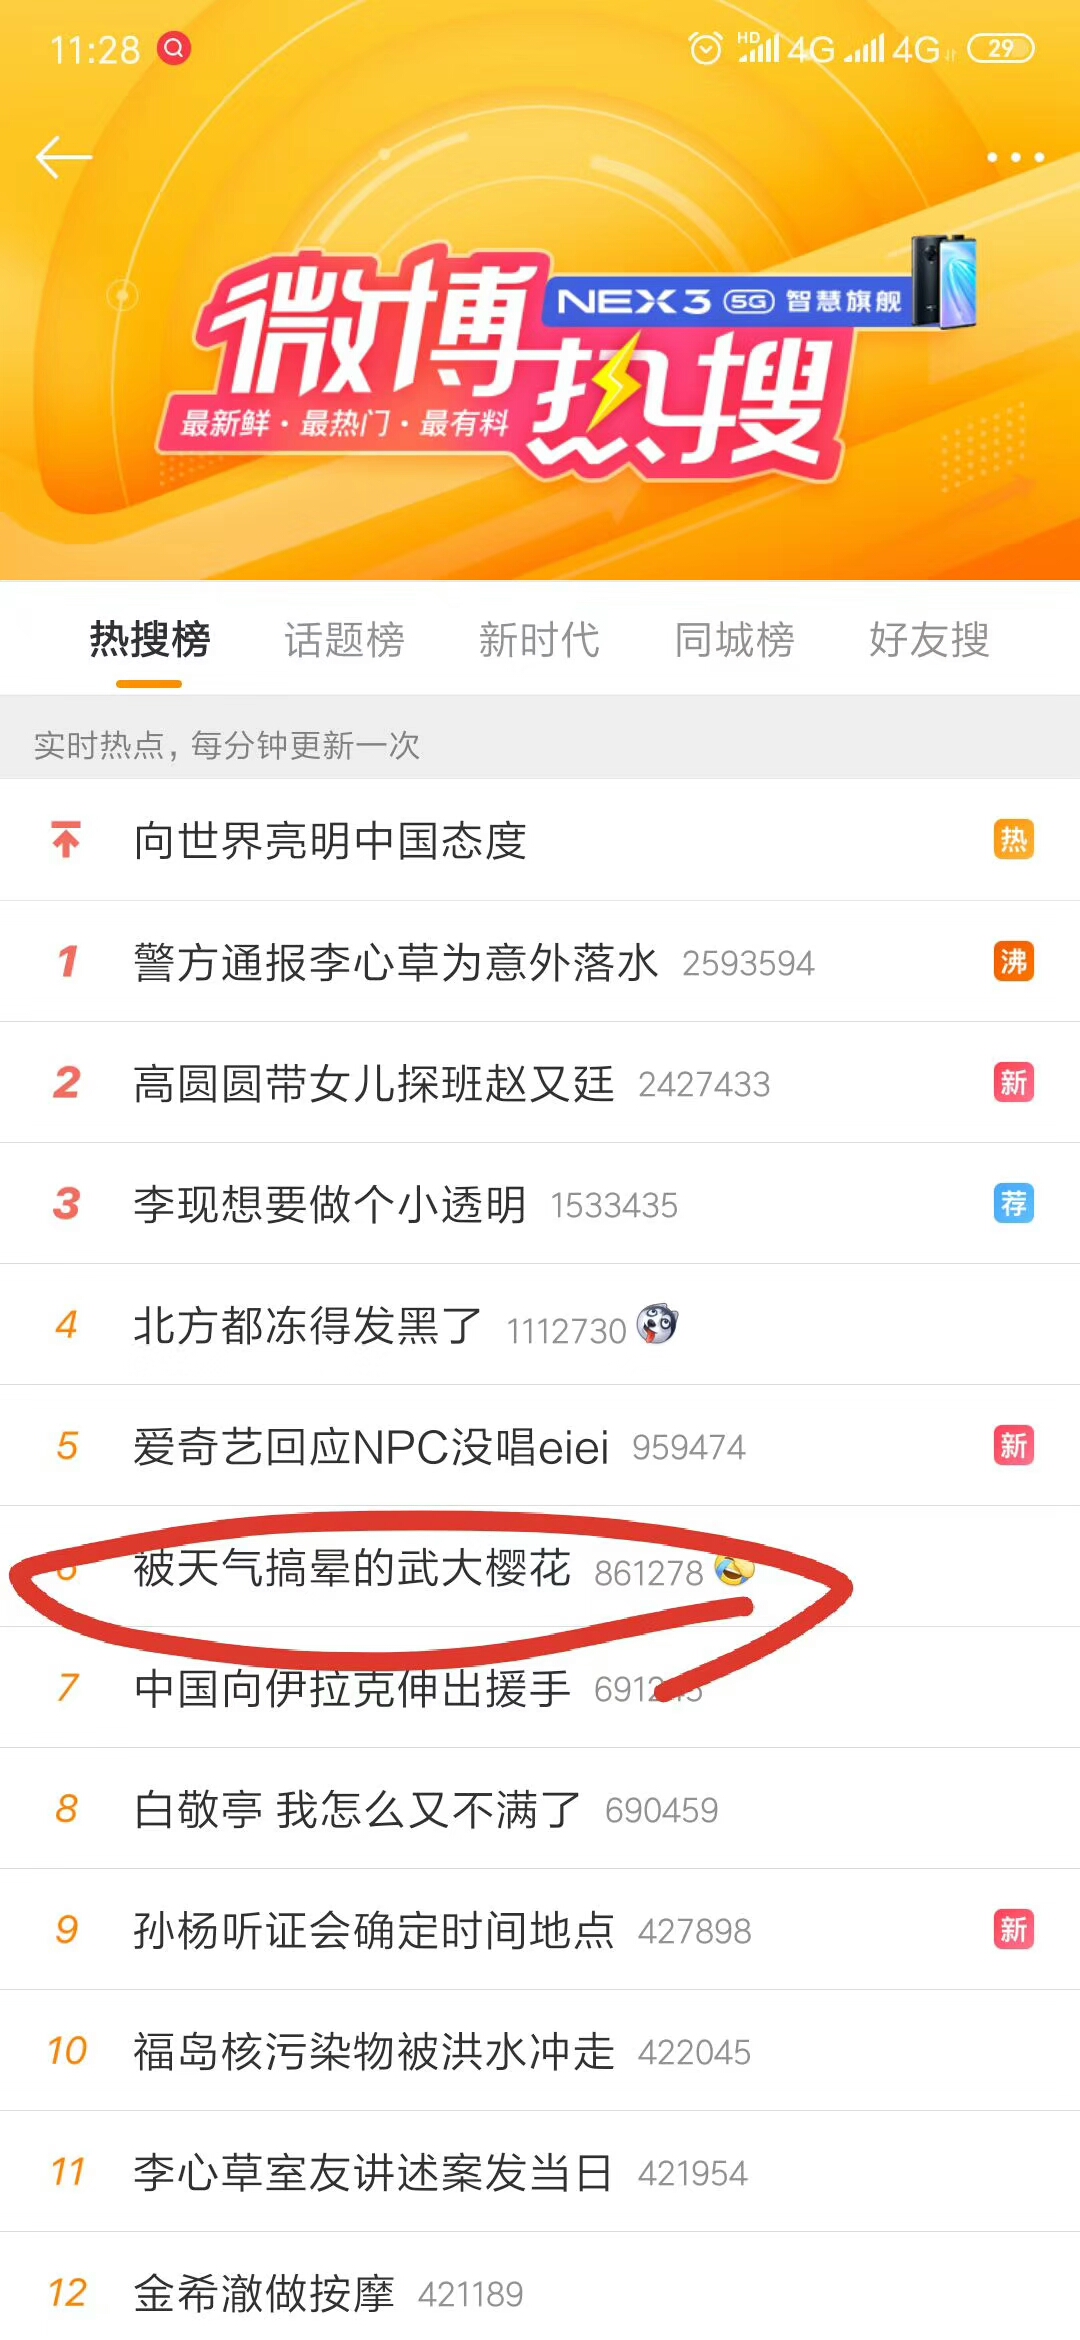 11:28 HD 4G 4G 29
微博
NEX 3 5G 智慧旗舰
热搜
最新鲜·最热门·最有料
热搜榜 话题榜 新时代 同城榜 好友搜
实时热点，每分钟更新一次
向世界亮明中国态度 热
1 警方通报李心草为意外落水 2593594 沸
2 高圆圆带女儿探班赵又廷 2427433 新
3 李现想要做个小透明 1533435 荐
4 北方都冻得发黑了 1112730
5 爱奇艺回应NPC没唱eiei 959474 新
6 被天气搞晕的武大樱花 861278
7 中国向伊拉克伸出援手
8 白敬亭 我怎么又不满了 690459
9 孙杨听证会确定时间地点 427898 新
10 福岛核污染物被洪水冲走 422045
11 李心草室友讲述案发当日 421954
12 金希澈做按摩 421189